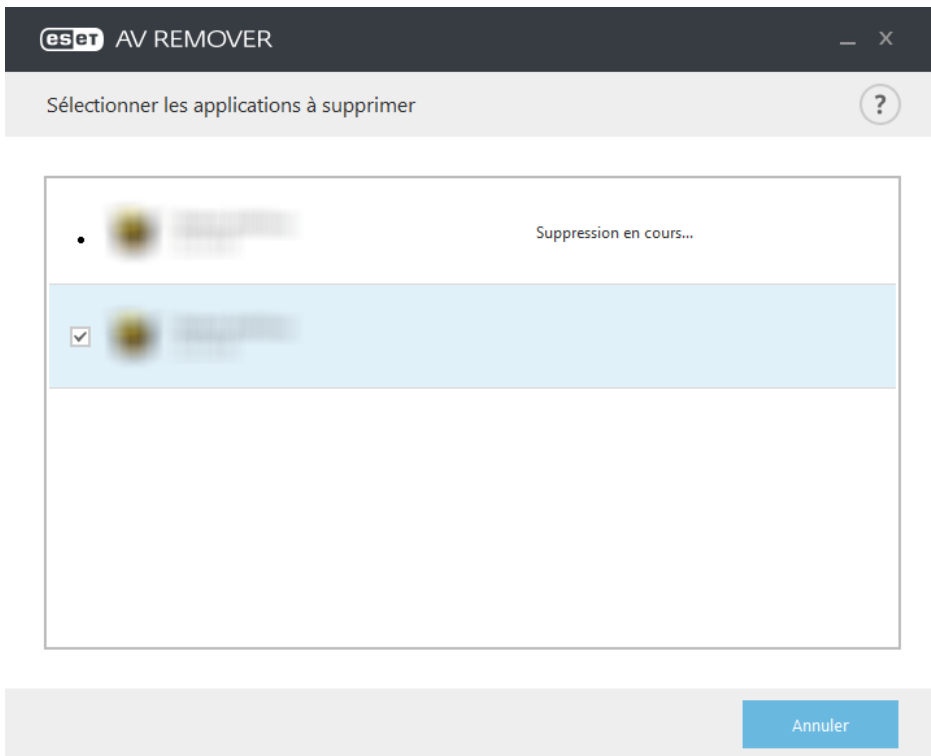 eset AV REMOVER
Sélectionner les applications à supprimer
?
Suppression en cours...
Annuler